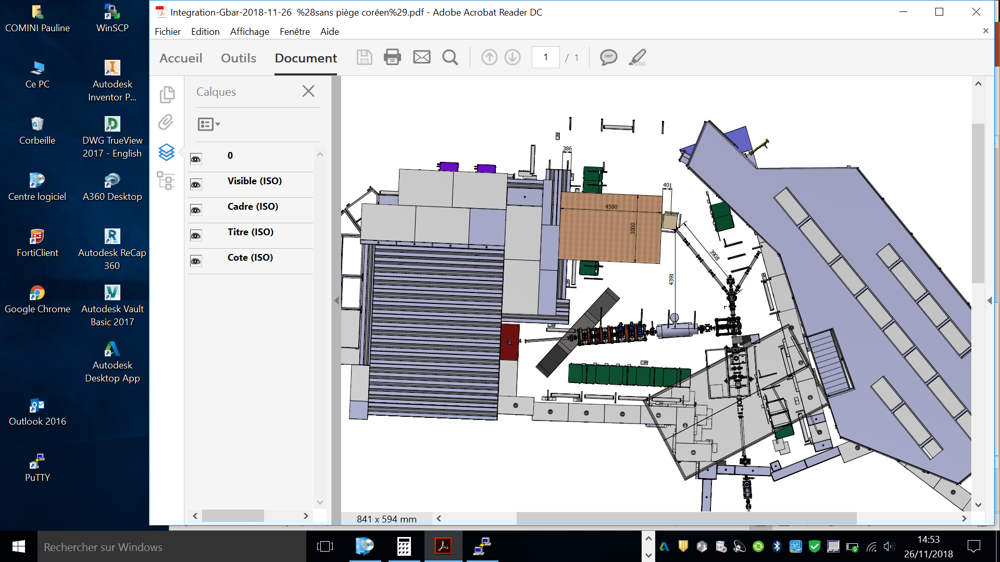 COMINI Pauline
WinSCP
Ce PC
Autodesk
Inventor P...
Corbeille
DWG TrueView
2017 - English
Centre logiciel
A360 Desktop
FortiClient
Autodesk ReCap
360
Google Chrome
Autodesk Vault
Basic 2017
Autodesk
Desktop App
Outlook 2016
PuTTY
Integration-Gbar-2018-11-26  %28sans piège coréen%29.pdf - Adobe Acrobat Reader DC
Fichier Edition Affichage Fenêtre Aide
Accueil Outils Document 1 / 1
Calques
0
Visible (ISO)
Cadre (ISO)
Titre (ISO)
Cote (ISO)
386
401
4500
3000
3908
4391
841 x 594 mm
Rechercher sur Windows
14:53
26/11/2018